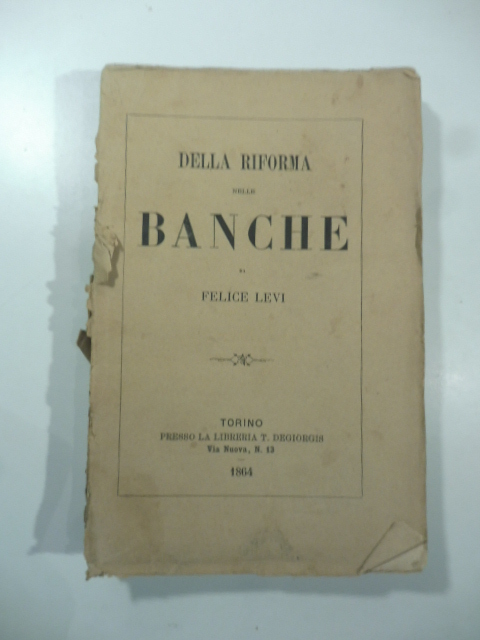 DELLA RIFORMA
DELLE
BANCHE
DI
FELICE LEVI
TORINO
PRESSO LA LIBRERIA T. DEGIORGIS
Via Nuova, N. 13
1864